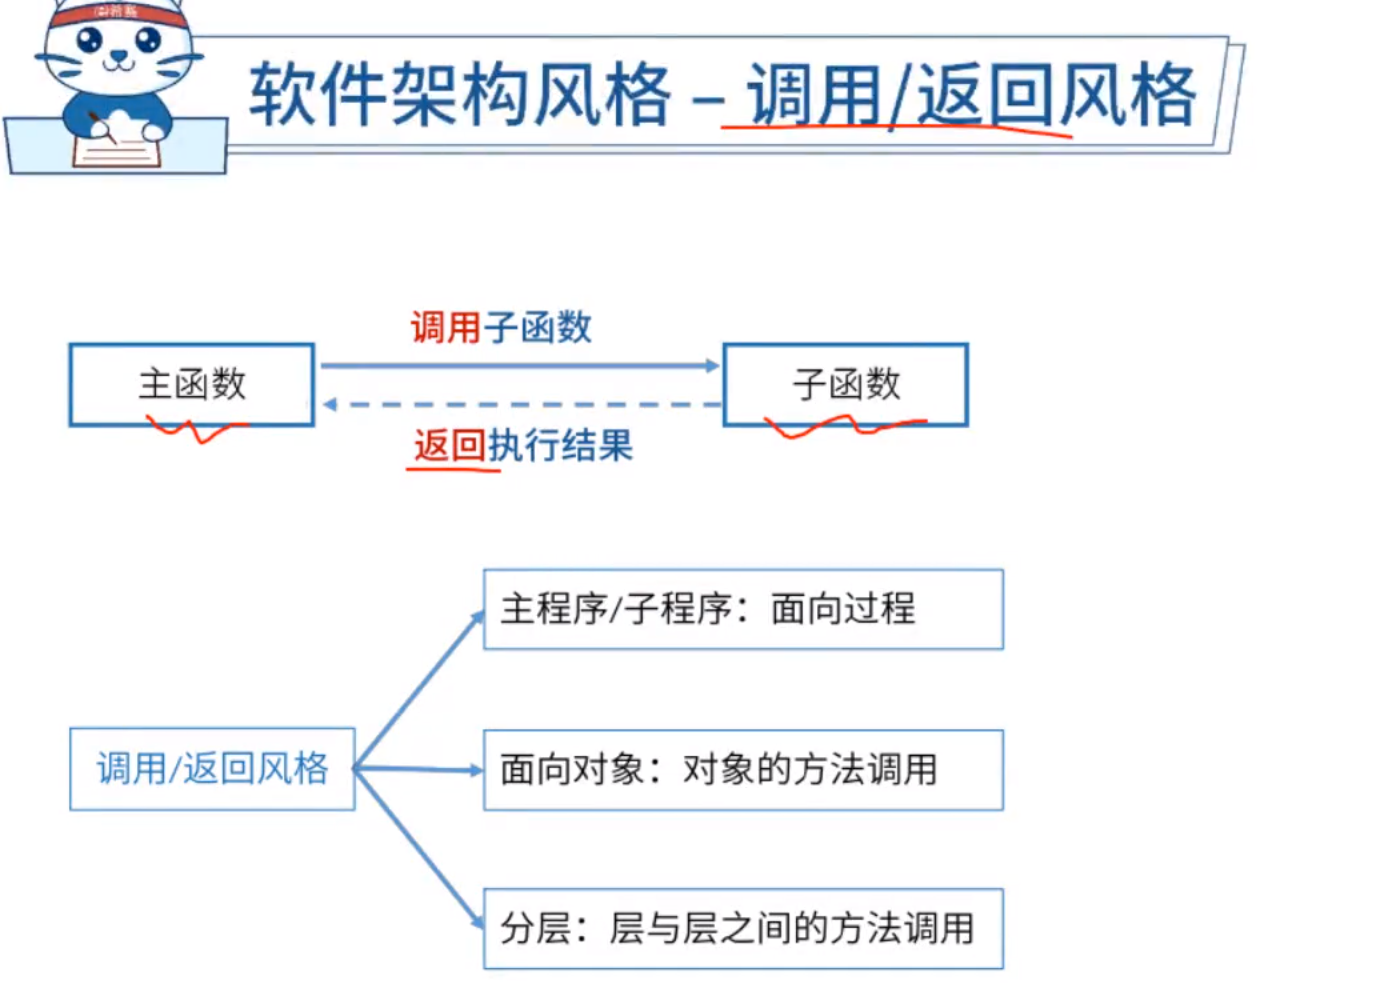 软件架构风格 – 调用/返回风格
调用子函数
主函数
子函数
返回执行结果
主程序/子程序：面向过程
调用/返回风格
面向对象：对象的方法调用
分层：层与层之间的方法调用